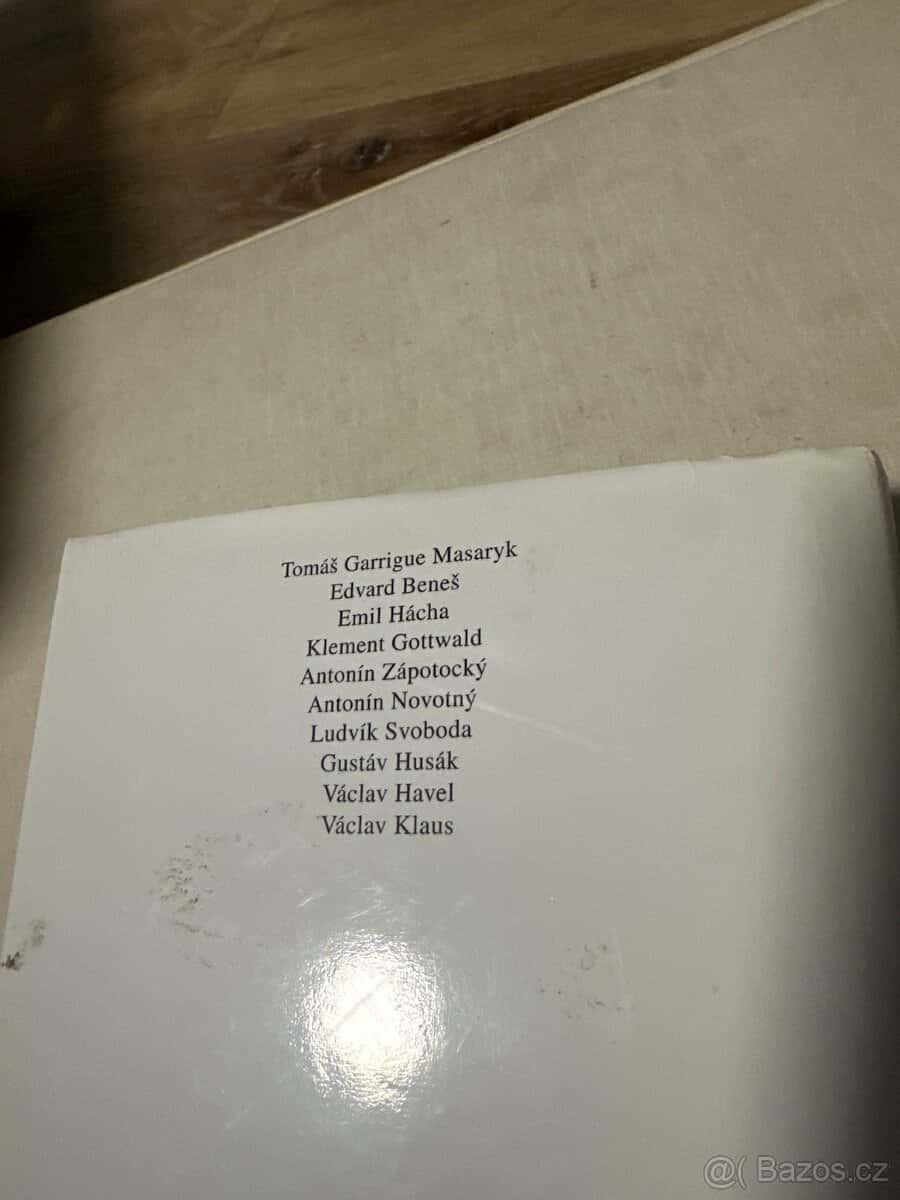 Tomáš Garrigue Masaryk
Edvard Beneš
Emil Hácha
Klement Gottwald
Antonín Zápotocký
Antonín Novotný
Ludvík Svoboda
Gustáv Husák
Václav Havel
Václav Klaus
@( Bazos.cz